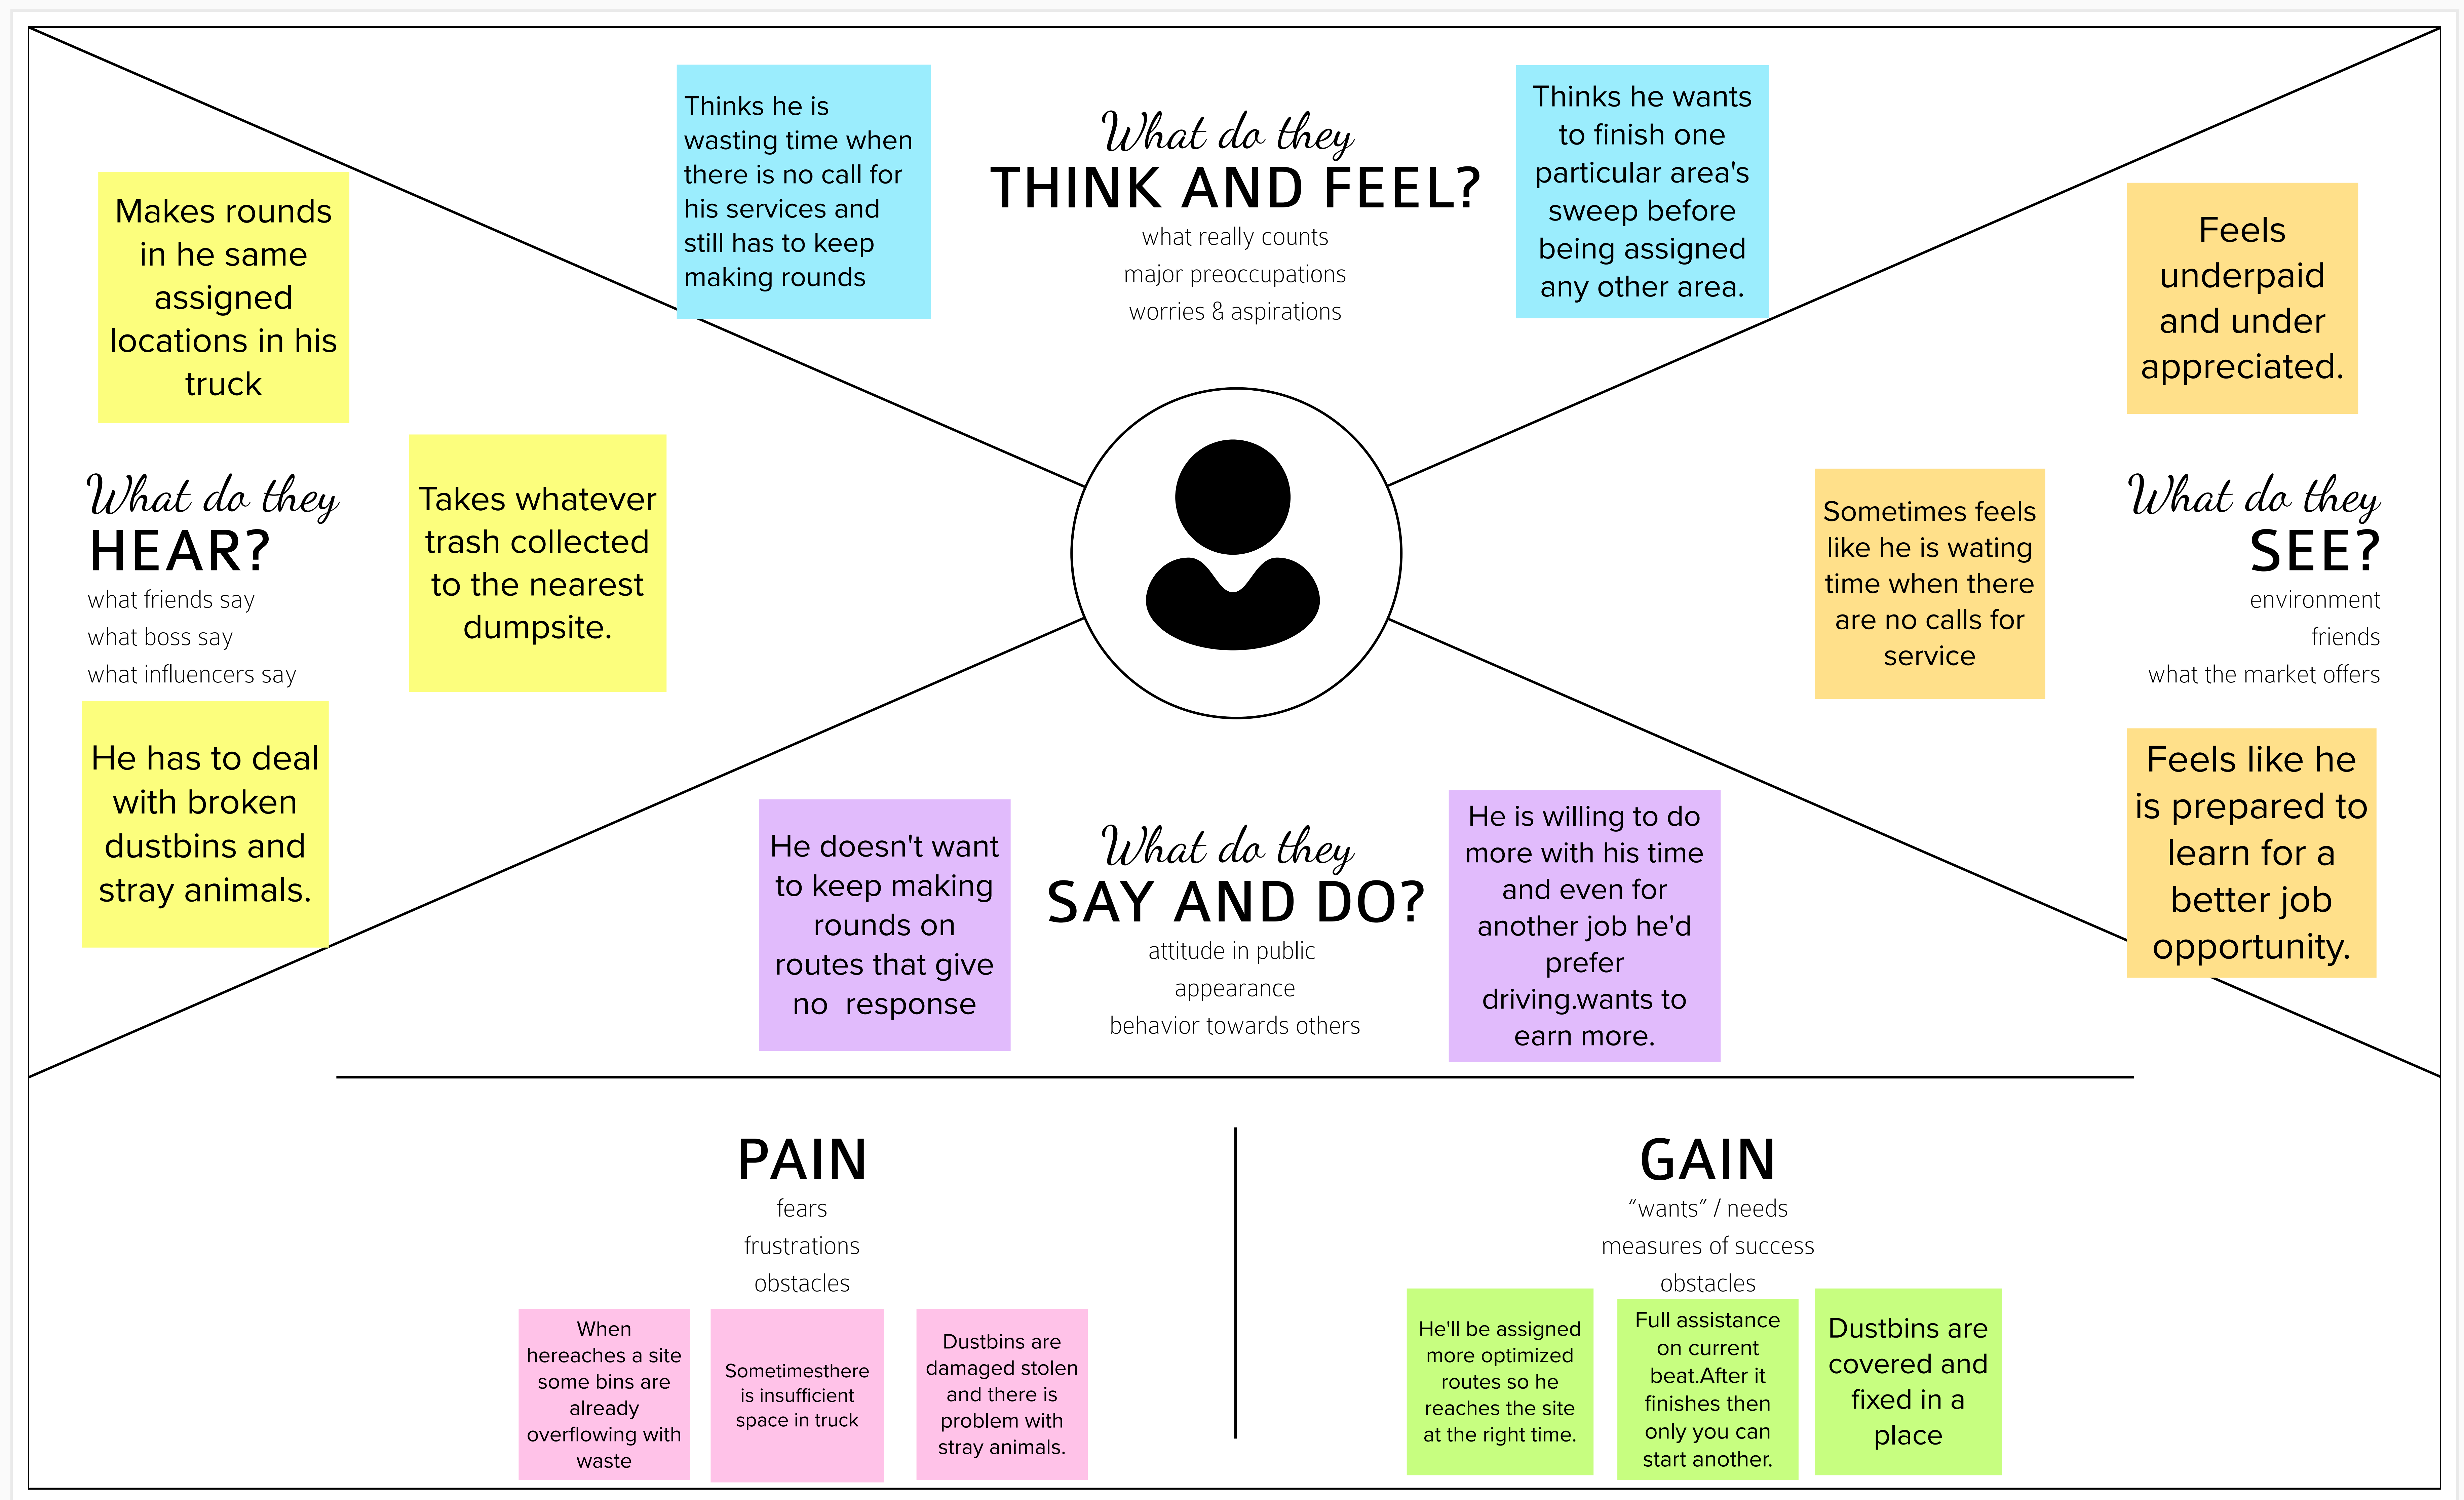 Thinks he is
wasting time when
there is no call for
his services and
still has to keep
making rounds
What do they
THINK AND FEEL?
what really counts
major preoccupations
worries & aspirations
Thinks he wants
to finish one
particular area's
sweep before
being assigned
any other area.
Makes rounds
in he same
assigned
locations in his
truck
What do they
HEAR?
what friends say
what boss say
what influencers say
Takes whatever
trash collected
to the nearest
dumpsite.
He has to deal
with broken
dustbins and
stray animals.
Feels
underpaid
and under
appreciated.
Sometimes feels
like he is wating
time when there
are no calls for
service
What do they
SEE?
environment
friends
what the market offers
Feels like he
is prepared to
learn for a
better job
opportunity.
He doesn't want
to keep making
rounds on
routes that give
no  response
What do they
SAY AND DO?
attitude in public
appearance
behavior towards others
He is willing to do
more with his time
and even for
another job he'd
prefer
driving.wants to
earn more.
PAIN
fears
frustrations
obstacles
When
hereaches a site
some bins are
already
overflowing with
waste
Sometimesthere
is insufficient
space in truck
Dustbins are
damaged stolen
and there is
problem with
stray animals.
GAIN
“wants” / needs
measures of success
obstacles
He'll be assigned
more optimized
routes so he
reaches the site
at the right time.
Full assistance
on current
beat.After it
finishes then
only you can
start another.
Dustbins are
covered and
fixed in a
place